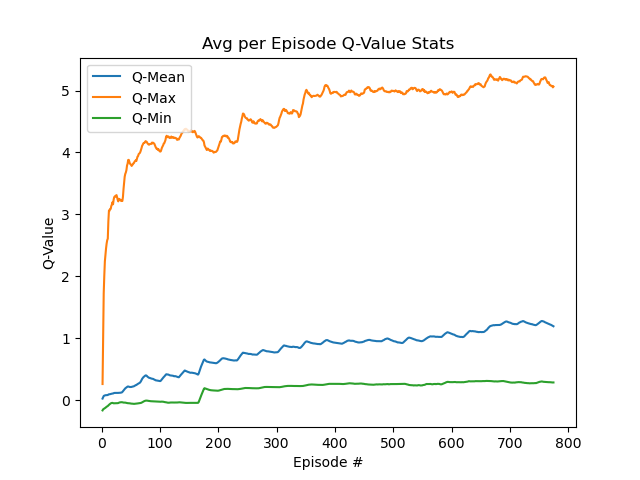 Avg per Episode Q-Value Stats
Q-Mean
Q-Max
Q-Min
Q-Value
5
4
3
2
1
0
0 100 200 300 400 500 600 700 800
Episode #